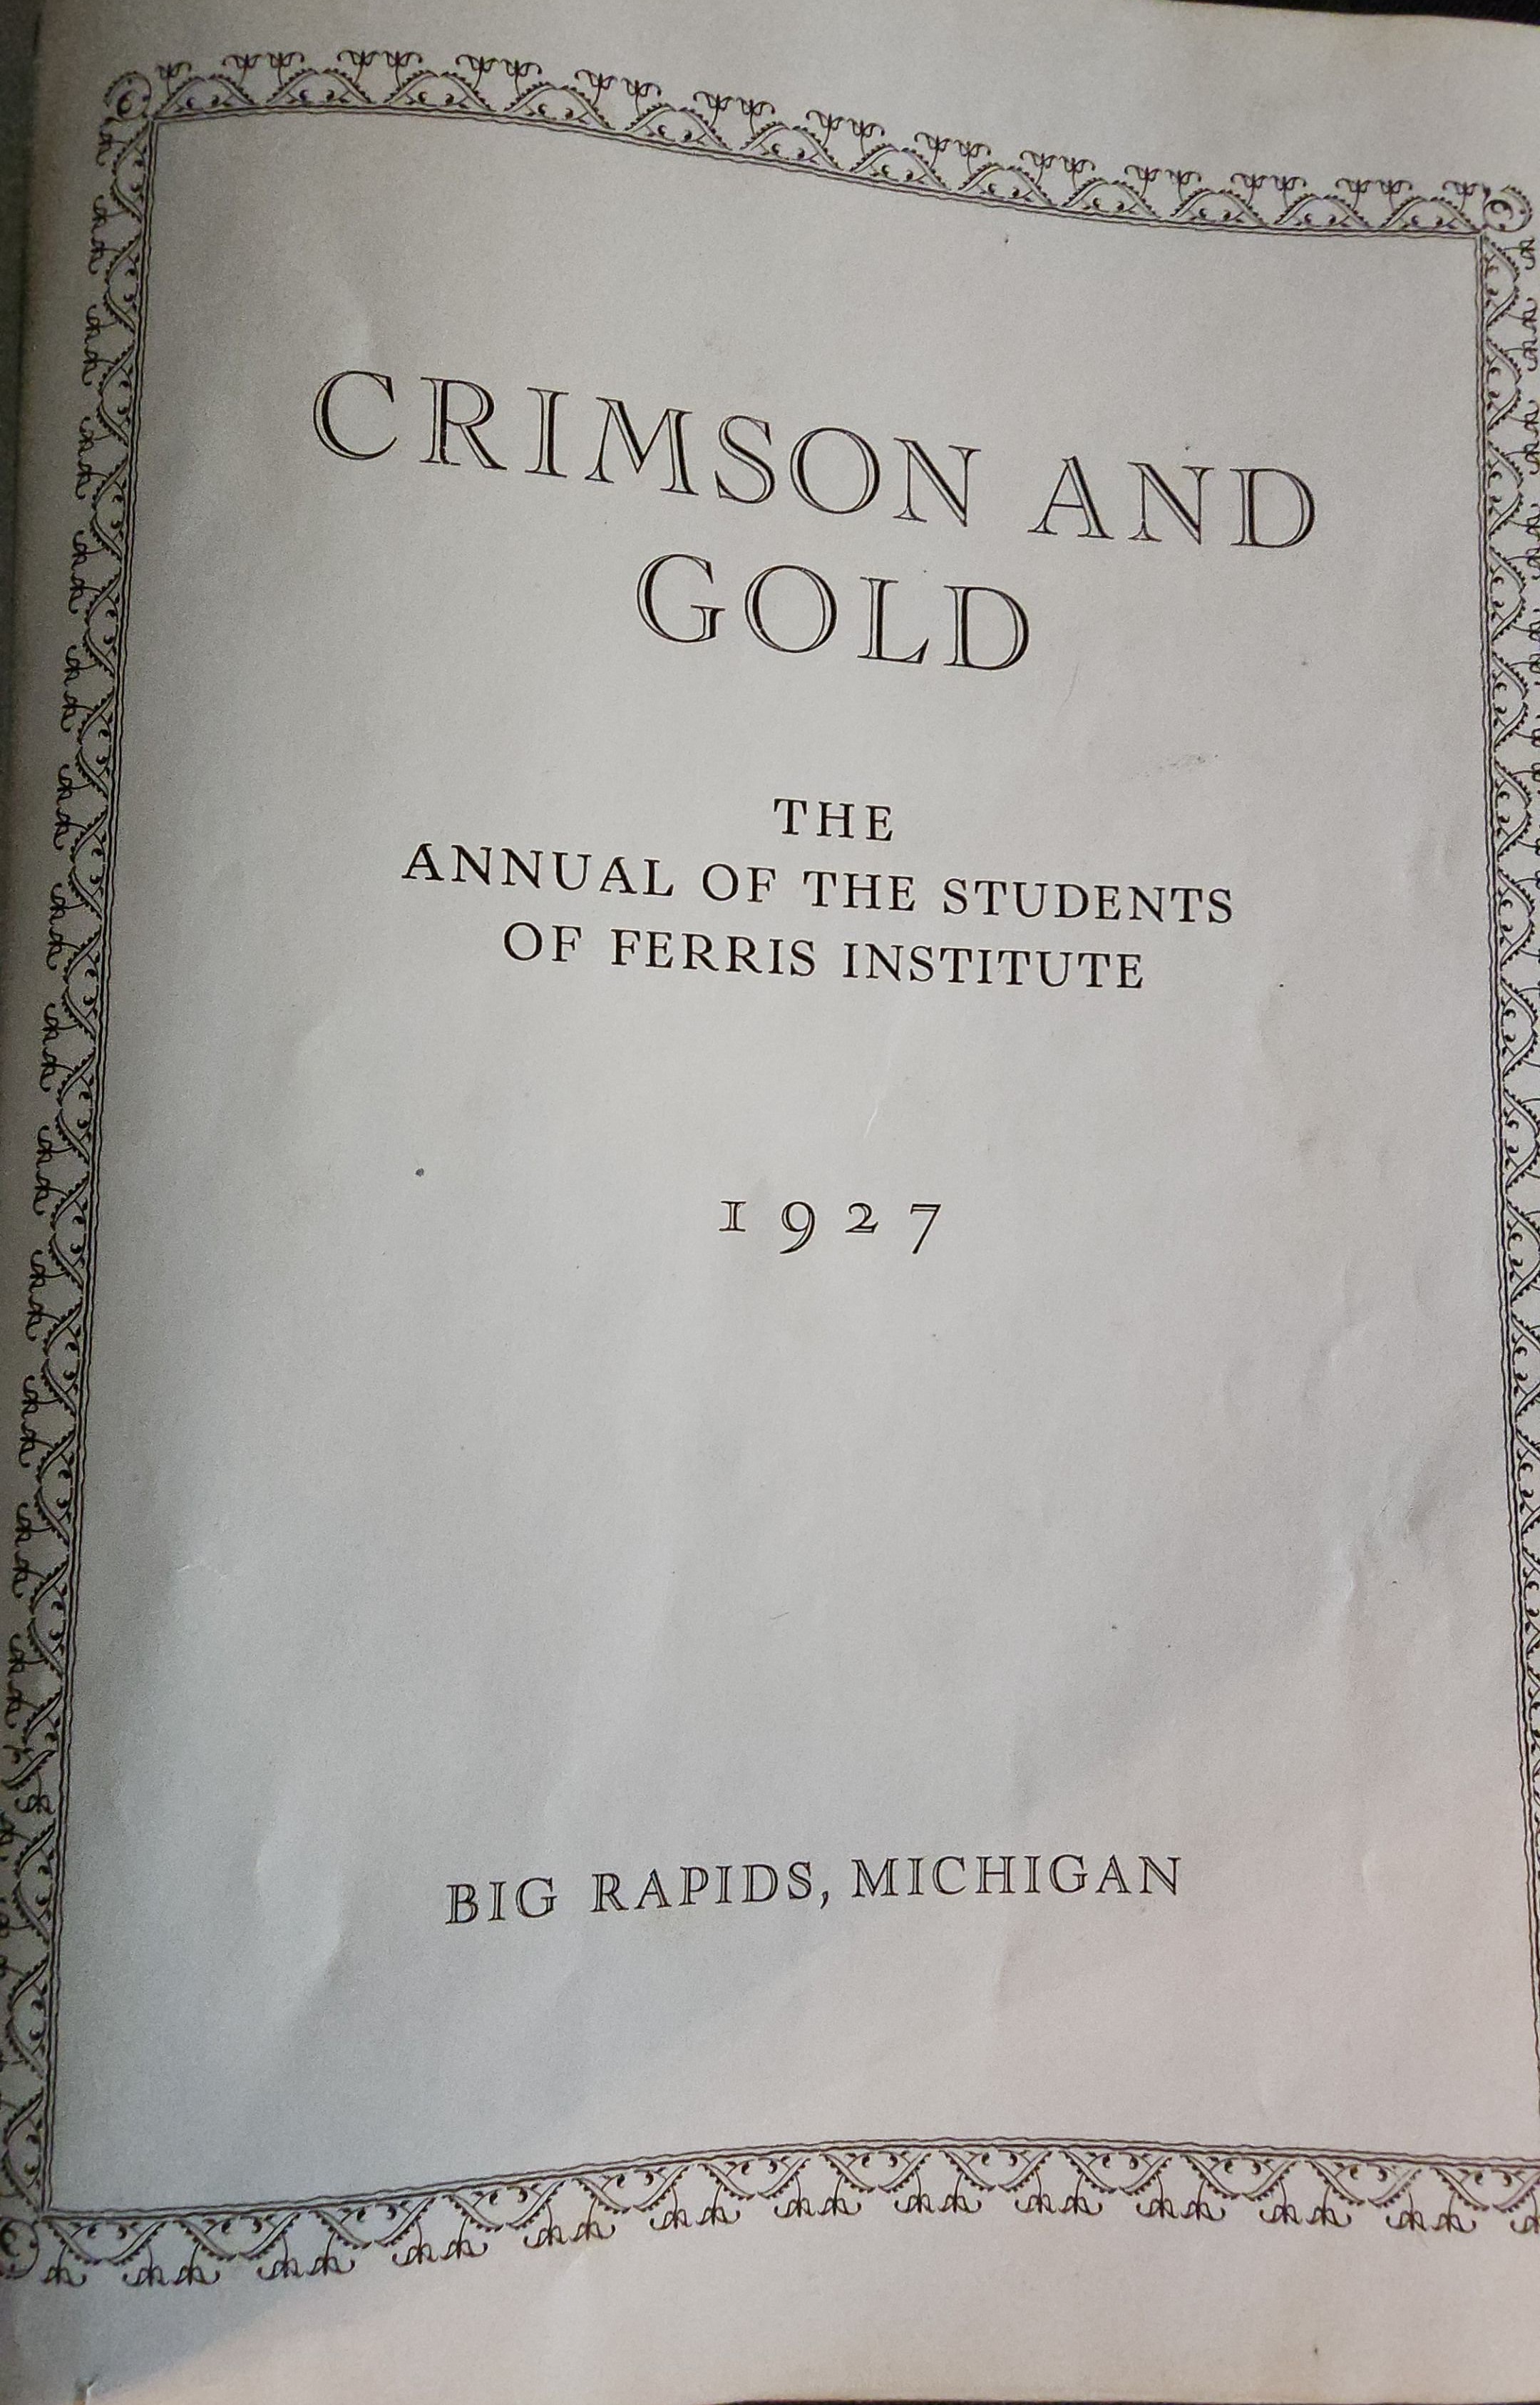 CRIMSON AND
GOLD
THE
ANNUAL OF THE STUDENTS
OF FERRIS INSTITUTE
1927
BIG RAPIDS, MICHIGAN